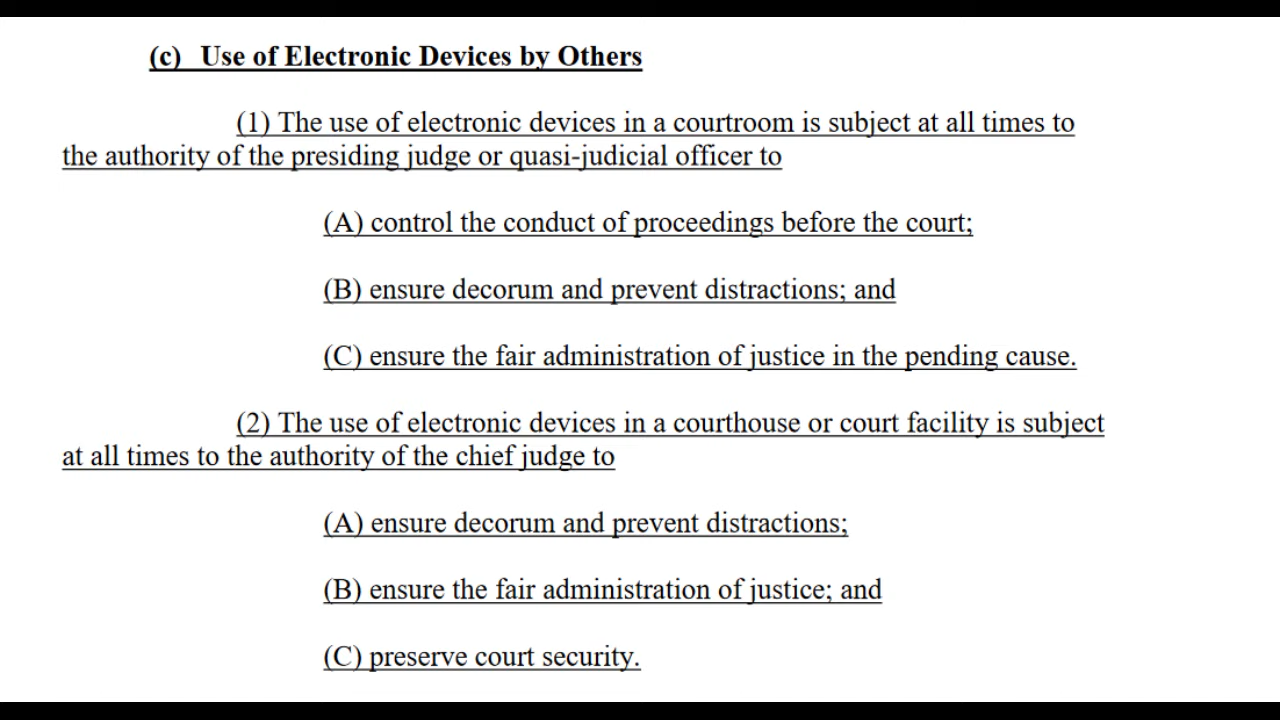 (c) Use of Electronic Devices by Others
(1) The use of electronic devices in a courtroom is subject at all times to
the authority of the presiding judge or quasi-judicial officer to
(A) control the conduct of proceedings before the court;
(B) ensure decorum and prevent distractions; and
(C) ensure the fair administration of justice in the pending cause.
(2) The use of electronic devices in a courthouse or court facility is subject
at all times to the authority of the chief judge to
(A) ensure decorum and prevent distractions;
(B) ensure the fair administration of justice; and
(C) preserve court security.